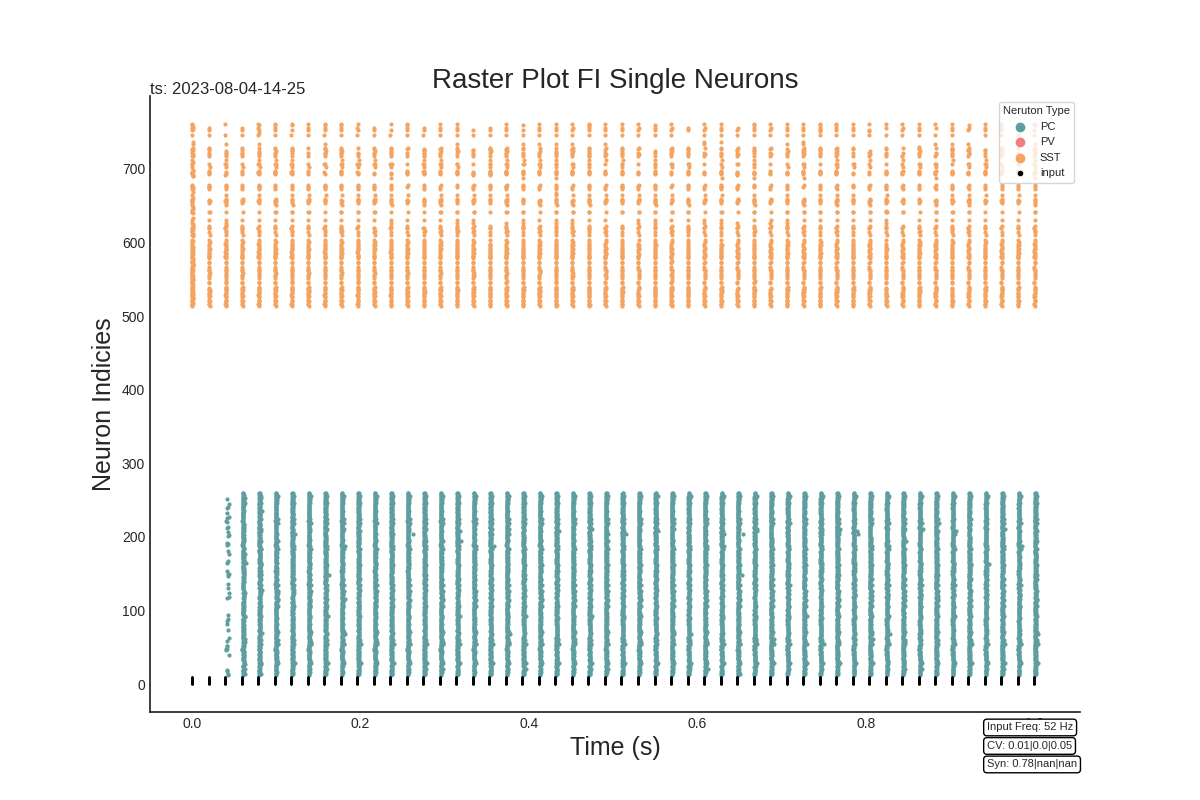 Raster Plot FI Single Neurons
ts: 2023-08-04-14-25
Neruton Type
PC
PV
SST
input
700
600
500
400
300
200
100
0
Neuron Indicies
0.0 0.2 0.4 0.6 0.8
Time (s)
Input Freq: 52 Hz
CV: 0.01|0.0|0.05
Syn: 0.78|nan|nan